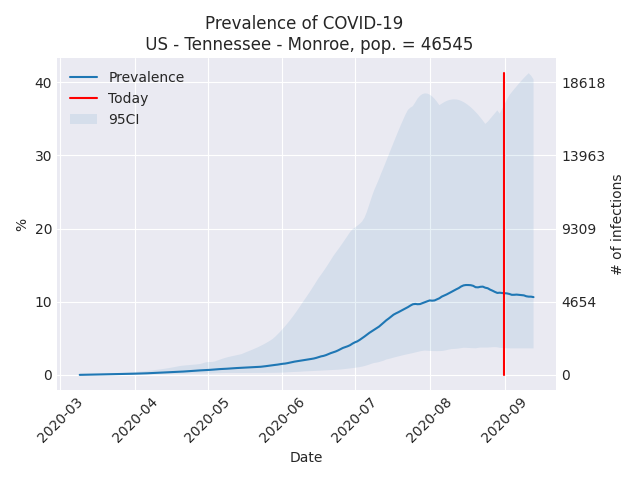 Prevalence of COVID-19
US - Tennessee - Monroe, pop. = 46545
Prevalence
Today
95CI
40
30
20
10
0
%
18618
13963
9309
4654
0
# of infections
2020-03
2020-04
2020-05
2020-06
2020-07
2020-08
2020-09
Date